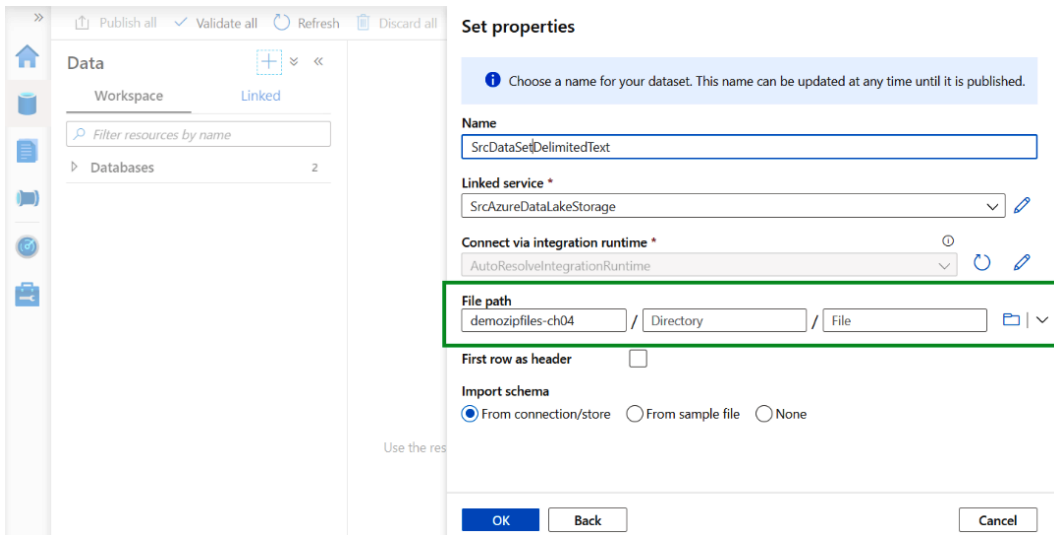 »
Publish all Validate all Refresh Discard all
Data
Workspace Linked
Filter resources by name
Databases 2
Use the res
Set properties
Choose a name for your dataset. This name can be updated at any time until it is published.
Name
SrcDataSetDelimitedText
Linked service *
SrcAzureDataLakeStorage
Connect via integration runtime *
AutoResolveIntegrationRuntime
File path
demozipfiles-ch04 / Directory / File
First row as header
Import schema
From connection/store From sample file None
OK Back Cancel